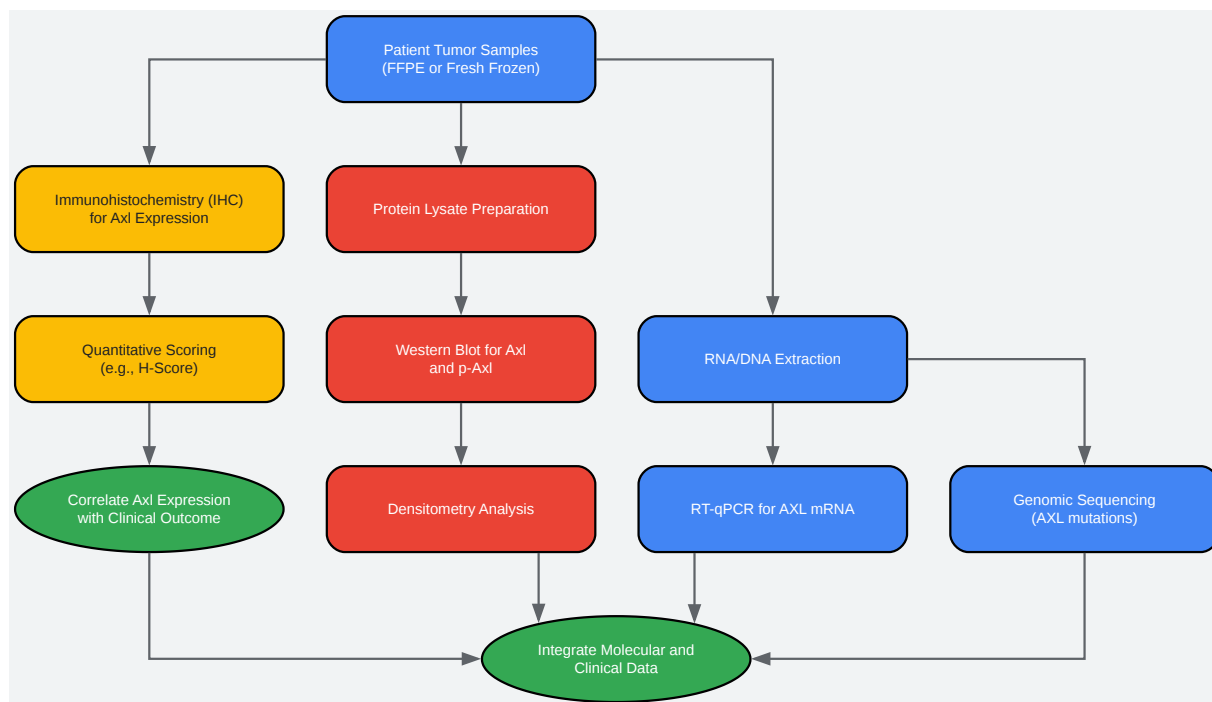 Patient Tumor Samples
(FFPE or Fresh Frozen)
Immunohistochemistry (IHC)
for Axl Expression
Protein Lysate Preparation
Quantitative Scoring
(e.g., H-Score)
Western Blot for Axl
and p-Axl
RNA/DNA Extraction
Correlate Axl Expression
with Clinical Outcome
Densitometry Analysis
RT-qPCR for AXL mRNA
Genomic Sequencing
(AXL mutations)
Integrate Molecular and
Clinical Data